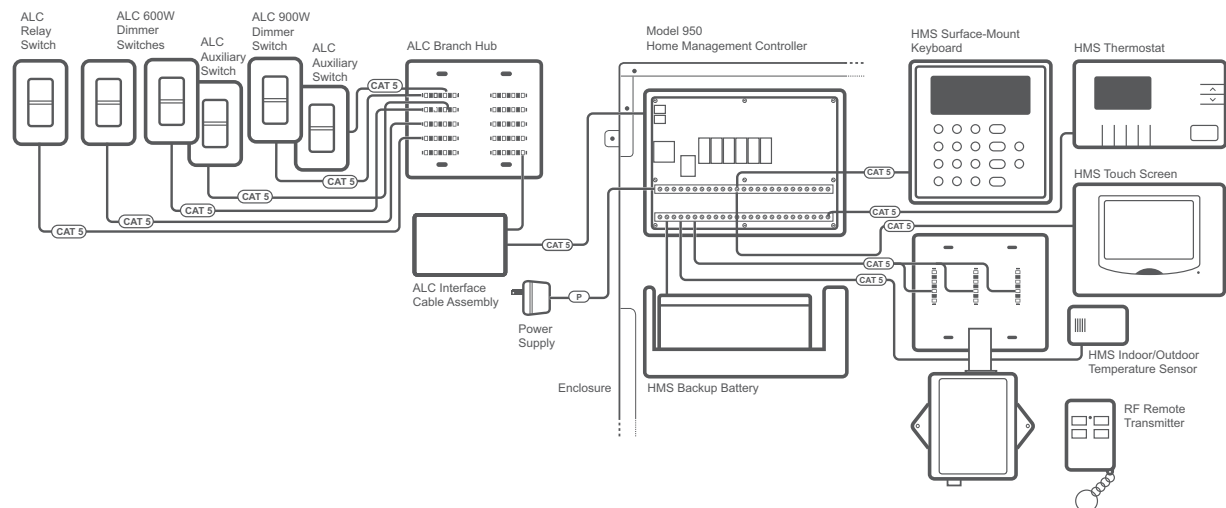 ALC
Relay
Switch
ALC 600W
Dimmer
Switches
ALC
Auxiliary
Switch
ALC 900W
Dimmer
Switch
ALC
Auxiliary
Switch
ALC Branch Hub
Model 950
Home Management Controller
HMS Surface-Mount
Keyboard
HMS Thermostat
CAT 5
CAT 5
CAT 5
CAT 5
CAT 5
CAT 5
CAT 5
CAT 5
CAT 5
CAT 5
CAT 5
CAT 5
CAT 5
HMS Touch Screen
ALC Interface
Cable Assembly
P
Power
Supply
Enclosure
HMS Backup Battery
HMS Indoor/Outdoor
Temperature Sensor
RF Remote
Transmitter